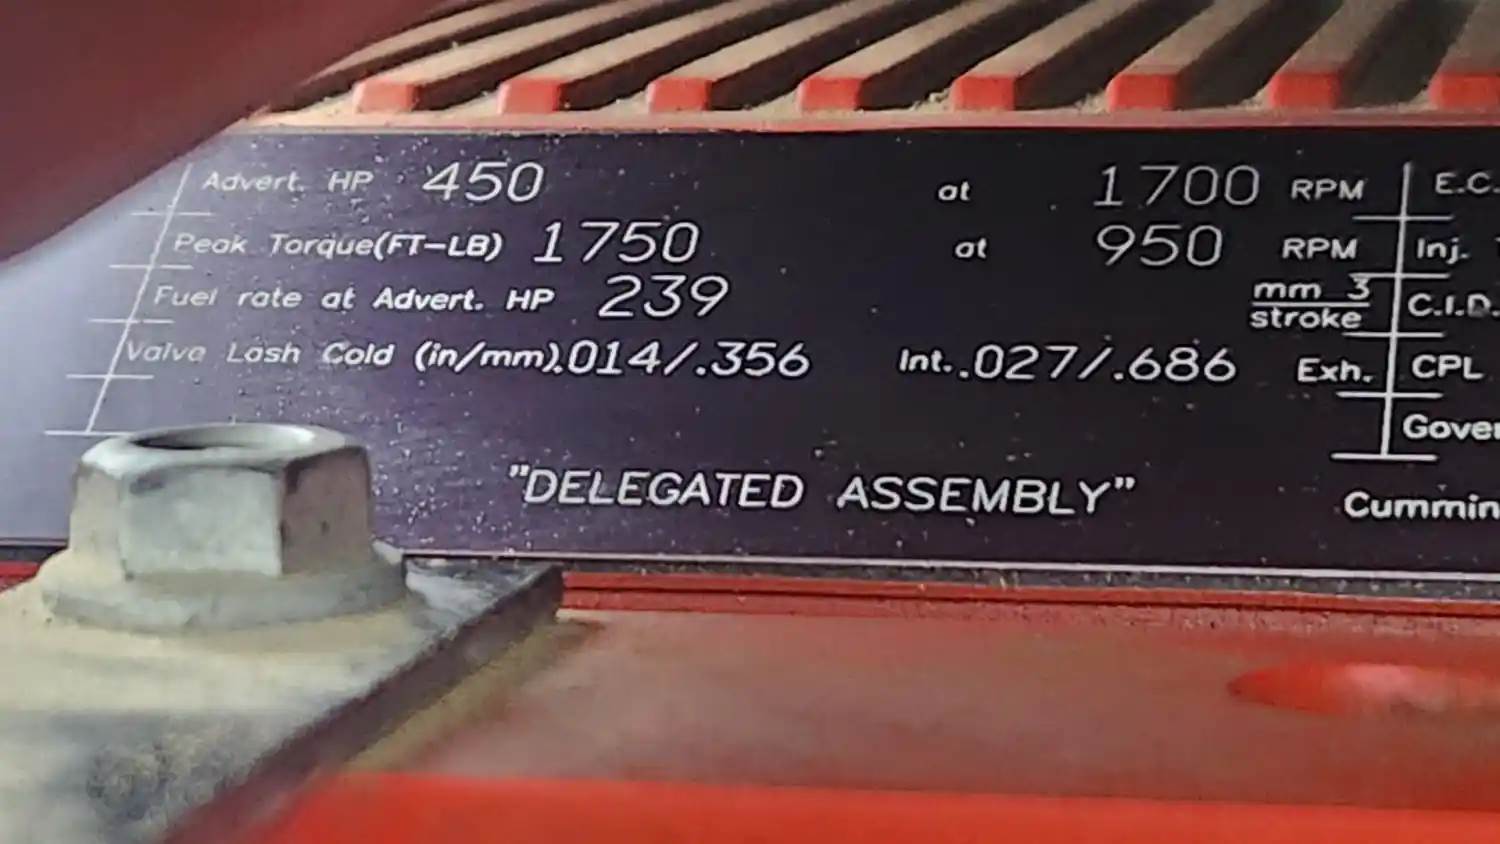 Advert. HP 450 at 1700 RPM E.C.
Peak Torque(FT-LB) 1750 at 950 RPM Inj.
Fuel rate at Advert. HP 239 mm 3 C.I.D.
stroke
Valve Lash Cold (in/mm).014/.356 Int..027/.686 Exh. CPL
Gover
"DELEGATED ASSEMBLY" Cummin